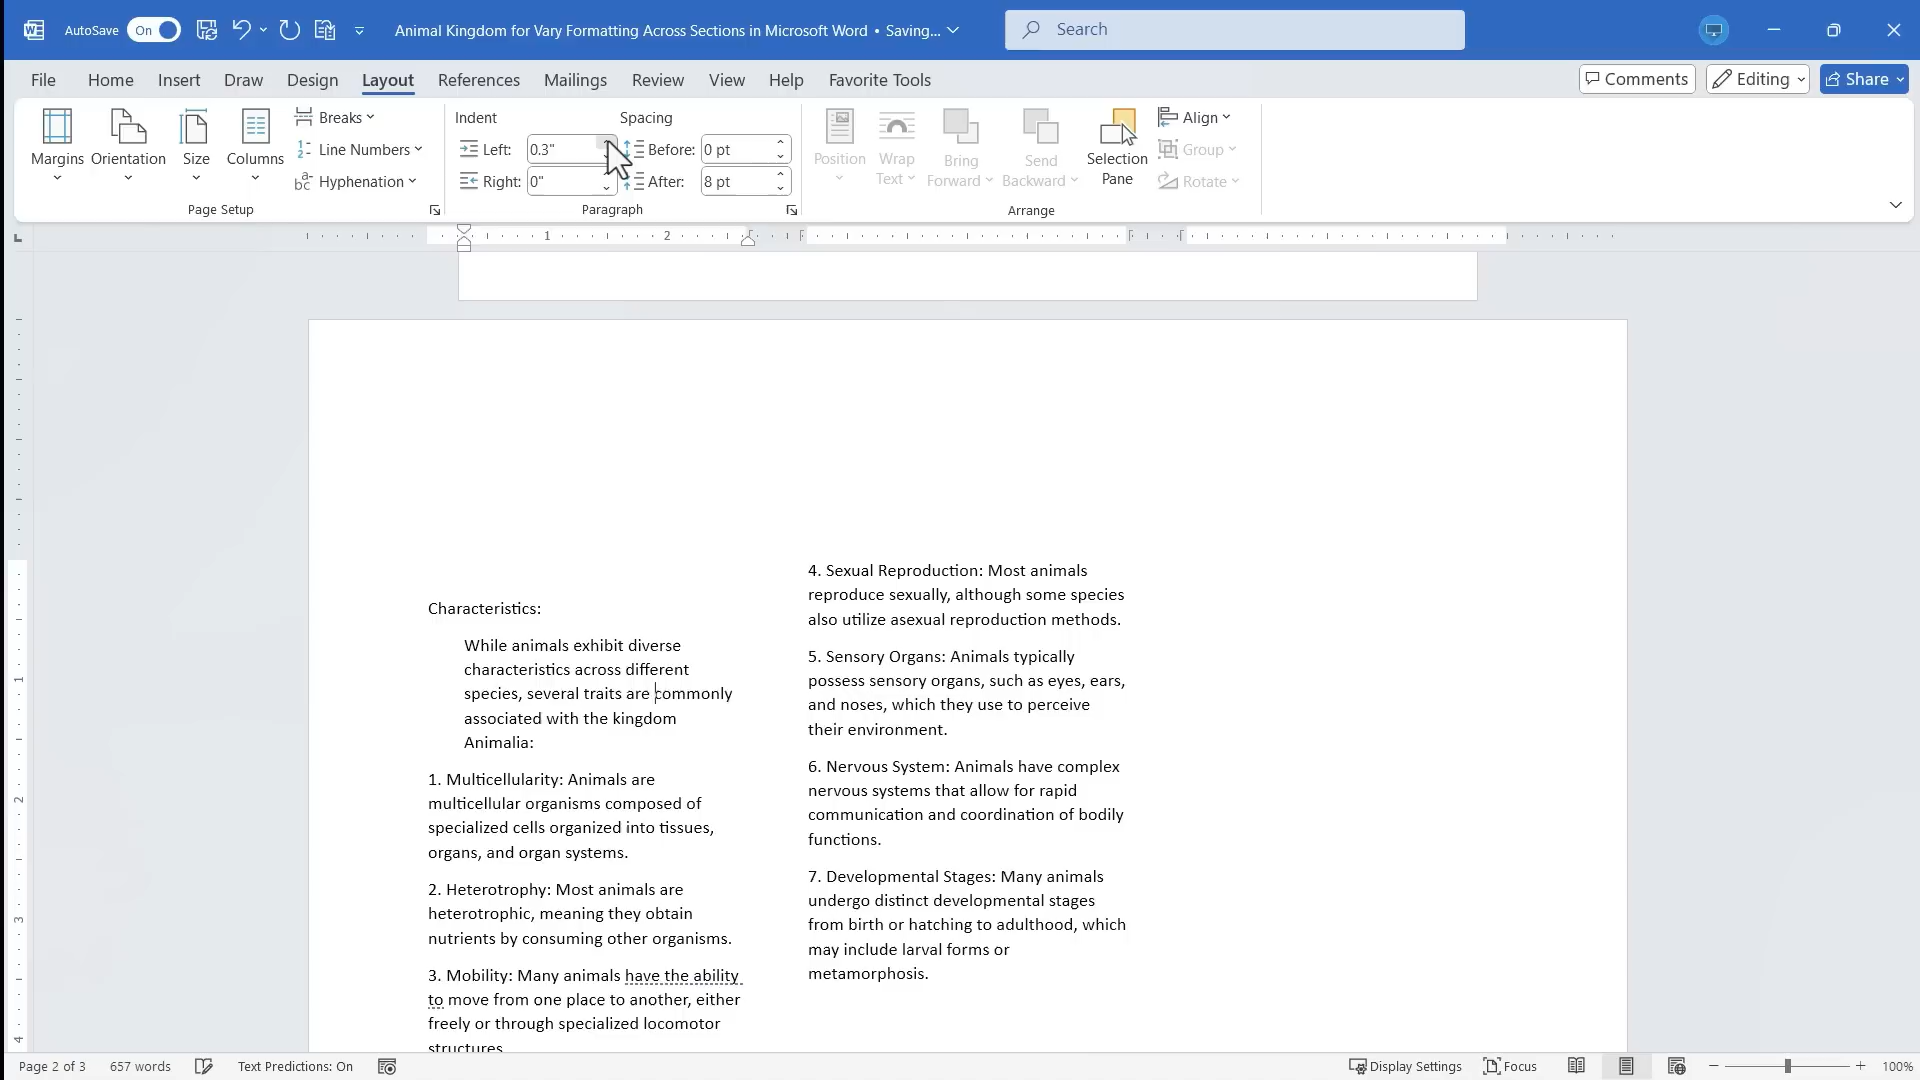 AutoSave On Animal Kingdom for Vary Formatting Across Sections in Microsoft Word • Saving... Search
File Home Insert Draw Design Layout References Mailings Review View Help Favorite Tools Comments Editing Share
Margins Orientation Size Columns Breaks Line Numbers Hyphenation
Page Setup
Indent Spacing
Left: 0.3" Before: 0 pt
Right: 0" After: 8 pt
Paragraph
Position Wrap Text Bring Forward Send Backward Selection Pane Align Group Rotate
Arrange
1 2
Characteristics:
While animals exhibit diverse
characteristics across different
species, several traits are commonly
associated with the kingdom
Animalia:
1. Multicellularity: Animals are
multicellular organisms composed of
specialized cells organized into tissues,
organs, and organ systems.
2. Heterotrophy: Most animals are
heterotrophic, meaning they obtain
nutrients by consuming other organisms.
3. Mobility: Many animals have the ability
to move from one place to another, either
freely or through specialized locomotor
structures.
4. Sexual Reproduction: Most animals
reproduce sexually, although some species
also utilize asexual reproduction methods.
5. Sensory Organs: Animals typically
possess sensory organs, such as eyes, ears,
and noses, which they use to perceive
their environment.
6. Nervous System: Animals have complex
nervous systems that allow for rapid
communication and coordination of bodily
functions.
7. Developmental Stages: Many animals
undergo distinct developmental stages
from birth or hatching to adulthood, which
may include larval forms or
metamorphosis.
1
2
3
4
Page 2 of 3 657 words Text Predictions: On Display Settings Focus 100%